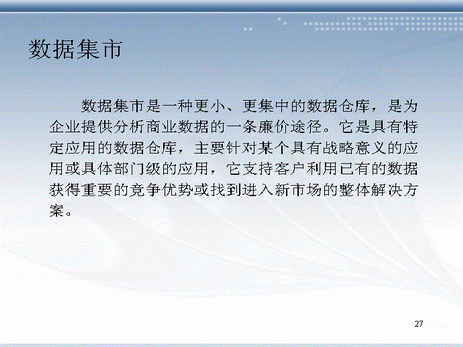 数据集市
数据集市是一种更小、更集中的数据仓库，是为
企业提供分析商业数据的一条廉价途径。它是具有特
定应用的数据仓库，主要针对某个具有战略意义的应
用或具体部门级的应用，它支持客户利用已有的数据
获得重要的竞争优势或找到进入新市场的整体解决方
案。
27